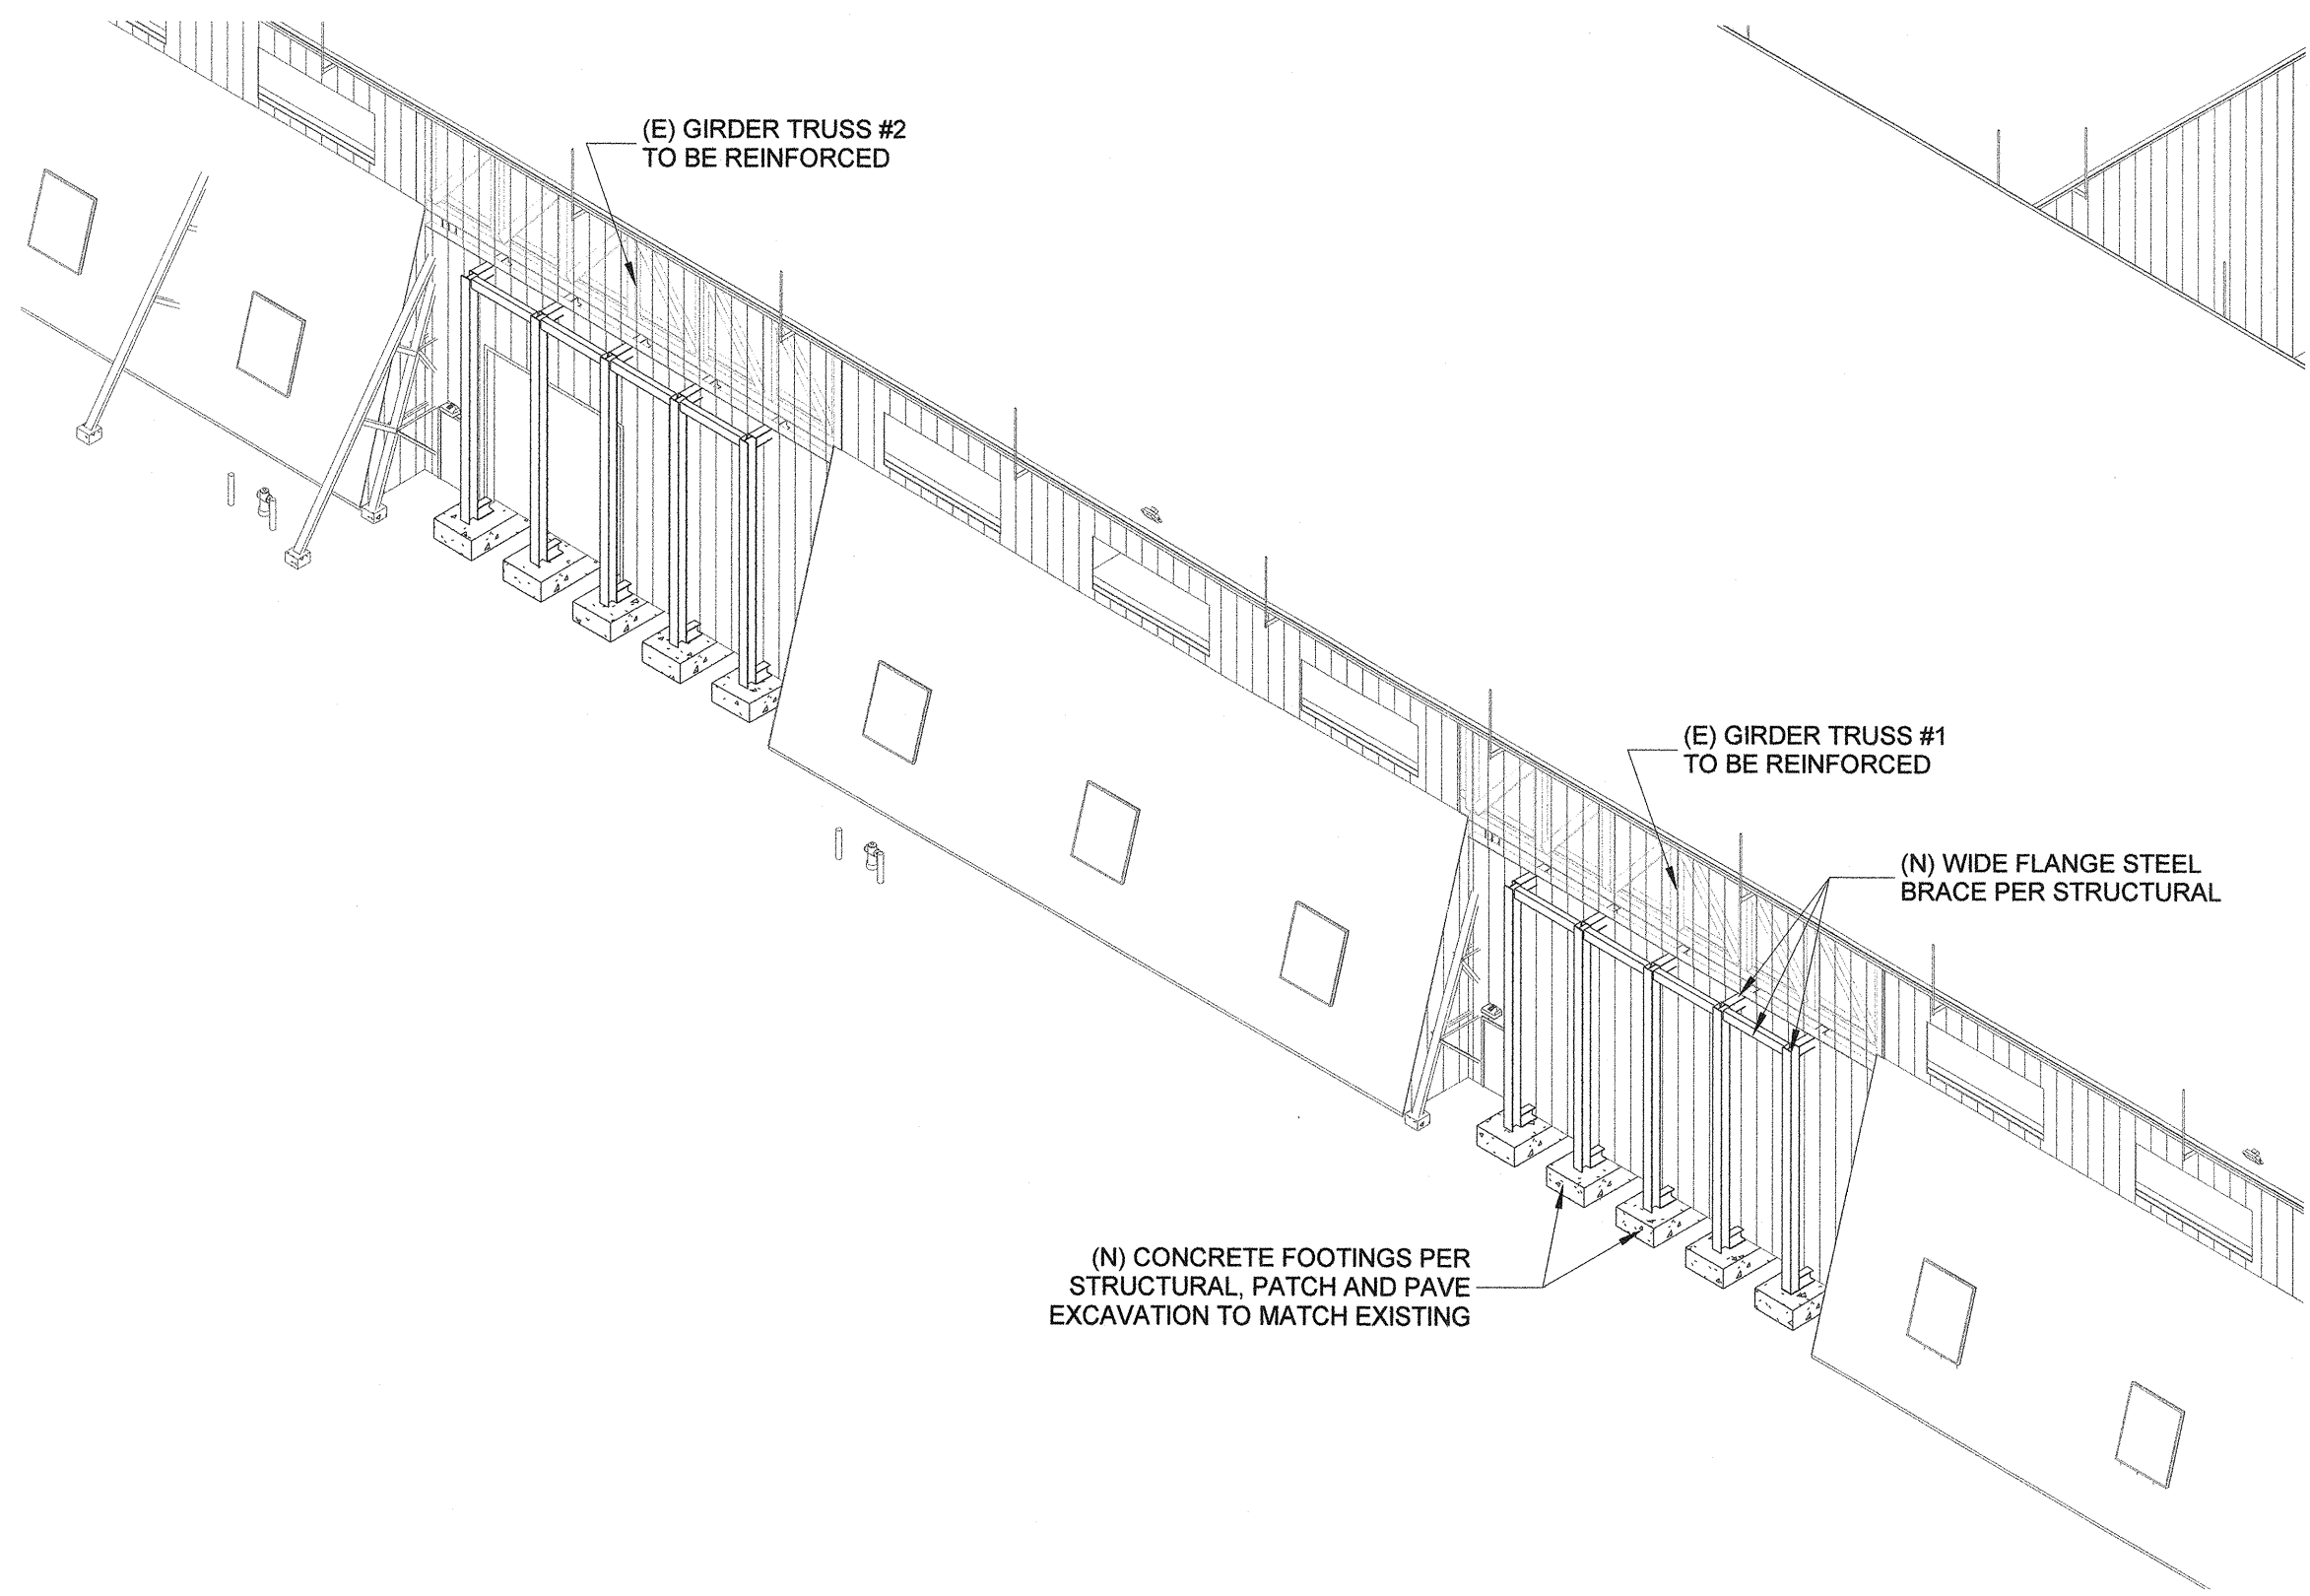 (E) GIRDER TRUSS #2
TO BE REINFORCED
(E) GIRDER TRUSS #1
TO BE REINFORCED
(N) WIDE FLANGE STEEL
BRACE PER STRUCTURAL
(N) CONCRETE FOOTINGS PER
STRUCTURAL, PATCH AND PAVE
EXCAVATION TO MATCH EXISTING